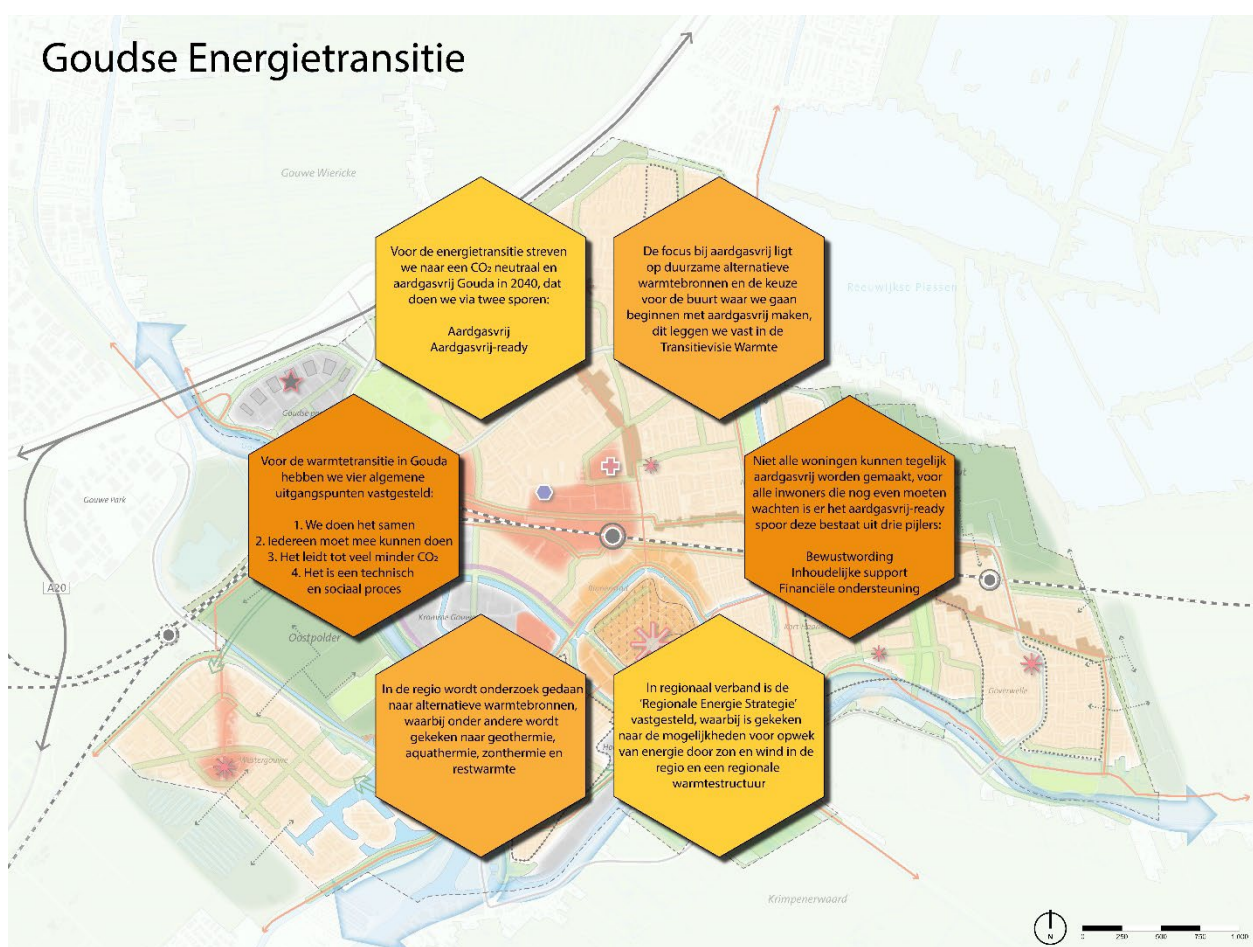 Goudse Energietransitie
Gouwe Wiericke
Voor de energietransitie streven
we naar een CO₂ neutraal en
aardgasvrij Gouda in 2040, dat
doen we via twee sporen:
Aardgasvrij
Aardgasvrij-ready
De focus bij aardgasvrij ligt
op duurzame alternatieve
warmtebronnen en de keuze
voor de buurt waar we gaan
beginnen met aardgasvrij maken,
dit leggen we vast in de
Transitievisie Warmte
Reeuwijkse Plassen
Goudse
Gouwe Park
A20
Voor de warmtetransitie in Gouda
hebben we vier algemene
uitgangspunten vastgesteld:
1. We doen het samen
2. Iedereen moet mee kunnen doen
3. Het leidt tot veel minder CO₂
4. Het is een technisch
en sociaal proces
Niet alle woningen kunnen tegelijk
aardgasvrij worden gemaakt, voor
alle inwoners die nog even moeten
wachten is er het aardgasvrij-ready
spoor deze bestaat uit drie pijlers:
Bewustwording
Inhoudelijke support
Financiële ondersteuning
Oostpolder
Kromme Gouwe
Goverwelle
Westergouwe
In de regio wordt onderzoek gedaan
naar alternatieve warmtebronnen,
waarbij onder andere wordt
gekeken naar geothermie,
aquathermie, zonthermie en
restwarmte
In regionaal verband is de
'Regionale Energie Strategie'
vastgesteld, waarbij is gekeken
naar de mogelijkheden voor opwek
van energie door zon en wind in de
regio en een regionale
warmtestructuur
Krimpenerwaard
N
0 250 500 750 1.000